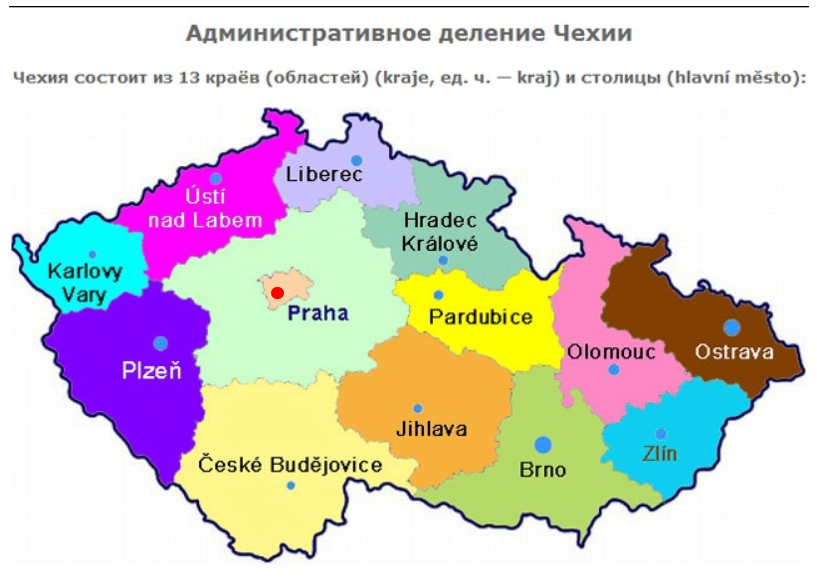 Административное деление Чехии
Чехия состоит из 13 краёв (областей) (kraje, ед. ч. — kraj) и столицы (hlavní město):
Liberec
Ústí
nad Labem
Hradec
Králové
Karlovy
Vary
Praha
Pardubice
Plzeň
Olomouc
Ostrava
Jihlava
České Budějovice
Brno
Zlín